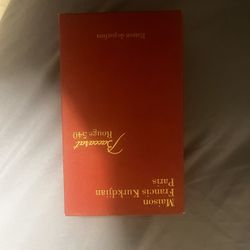 Maison
Francis Kurkdjian
Paris
Baccarat
Rouge 540
Extrait de parfum